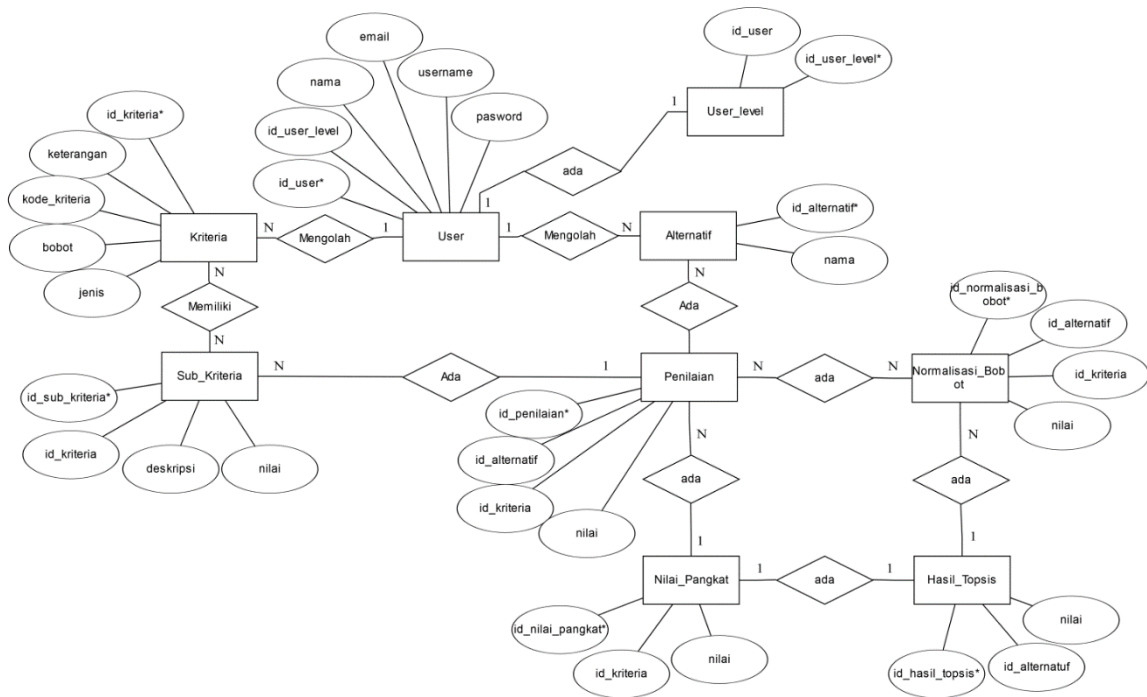 email
id_user
nama
username
id_user_level*
id_kriteria*
User_level
1
id_user_level
pasword
keterangan
id_user*
ada
kode_kriteria
1
id_alternatif*
Kriteria
N
Mengolah
1
User
1
Mengolah
N
Alternatif
bobot
nama
jenis
N
N
id_normalisasi_b
obot*
Memiliki
Ada
id_alternatif
N
Sub_Kriteria
N
Ada
1
Penilaian
N
ada
N
Normalisasi_Bob
ot
id_kriteria
id_sub_kriteria*
id_penilaian*
nilai
id_kriteria
deskripsi
nilai
id_alternatif
N
N
ada
ada
id_kriteria
nilai
1
1
Nilai_Pangkat
1
ada
1
Hasil_Topsis
id_nilai_pangkat*
nilai
id_kriteria
nilai
id_hasil_topsis*
id_alternatuf